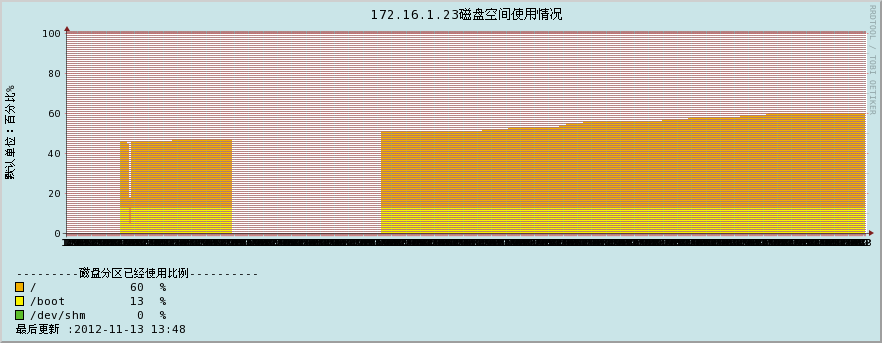 172.16.1.23磁盘空间使用情况
RRDTOOL / TOBI OETIKER
默认单位：百分比%
100
80
60
40
20
0
---------磁盘分区已经使用比例----------
/ 60 %
/boot 13 %
/dev/shm 0 %
最后更新 :2012-11-13 13:48